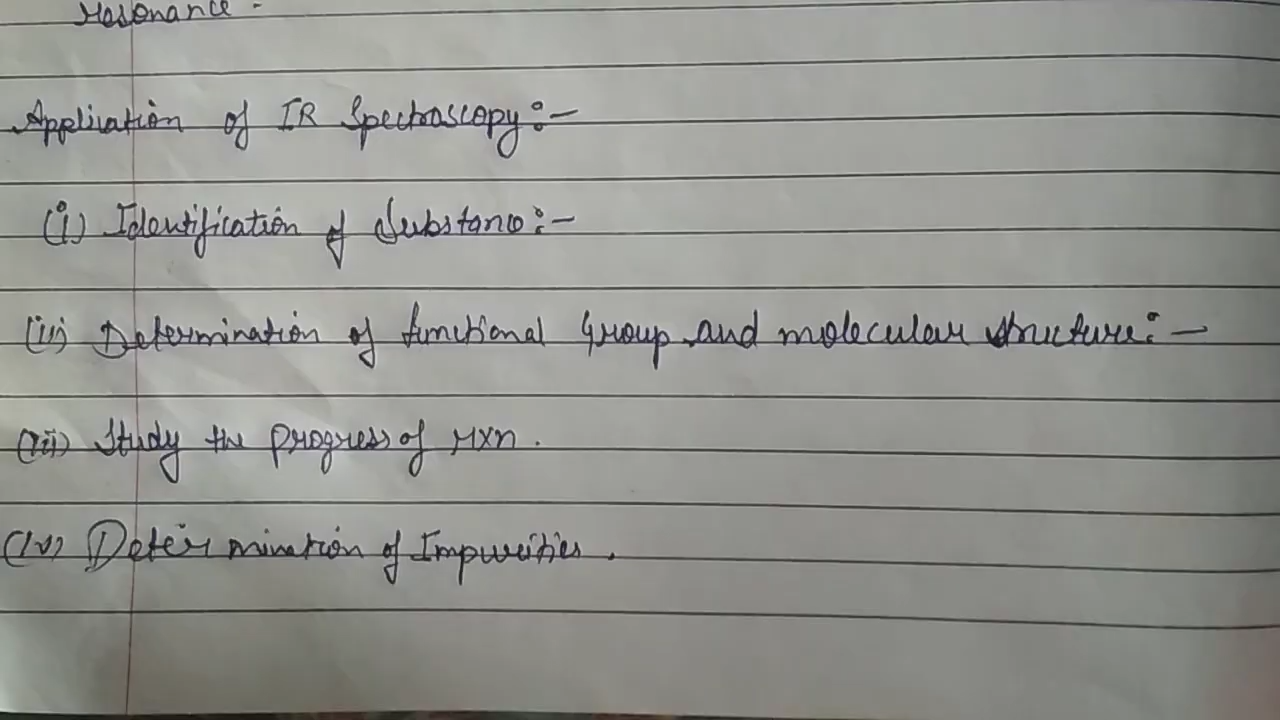 Resonance -
Application of IR Spectroscopy:-
(i) Identification of Substance:-
(ii) Determination of functional Group and molecular structure:-
(iii) Study the progress of rxn.
(iv) Determination of Impurities.